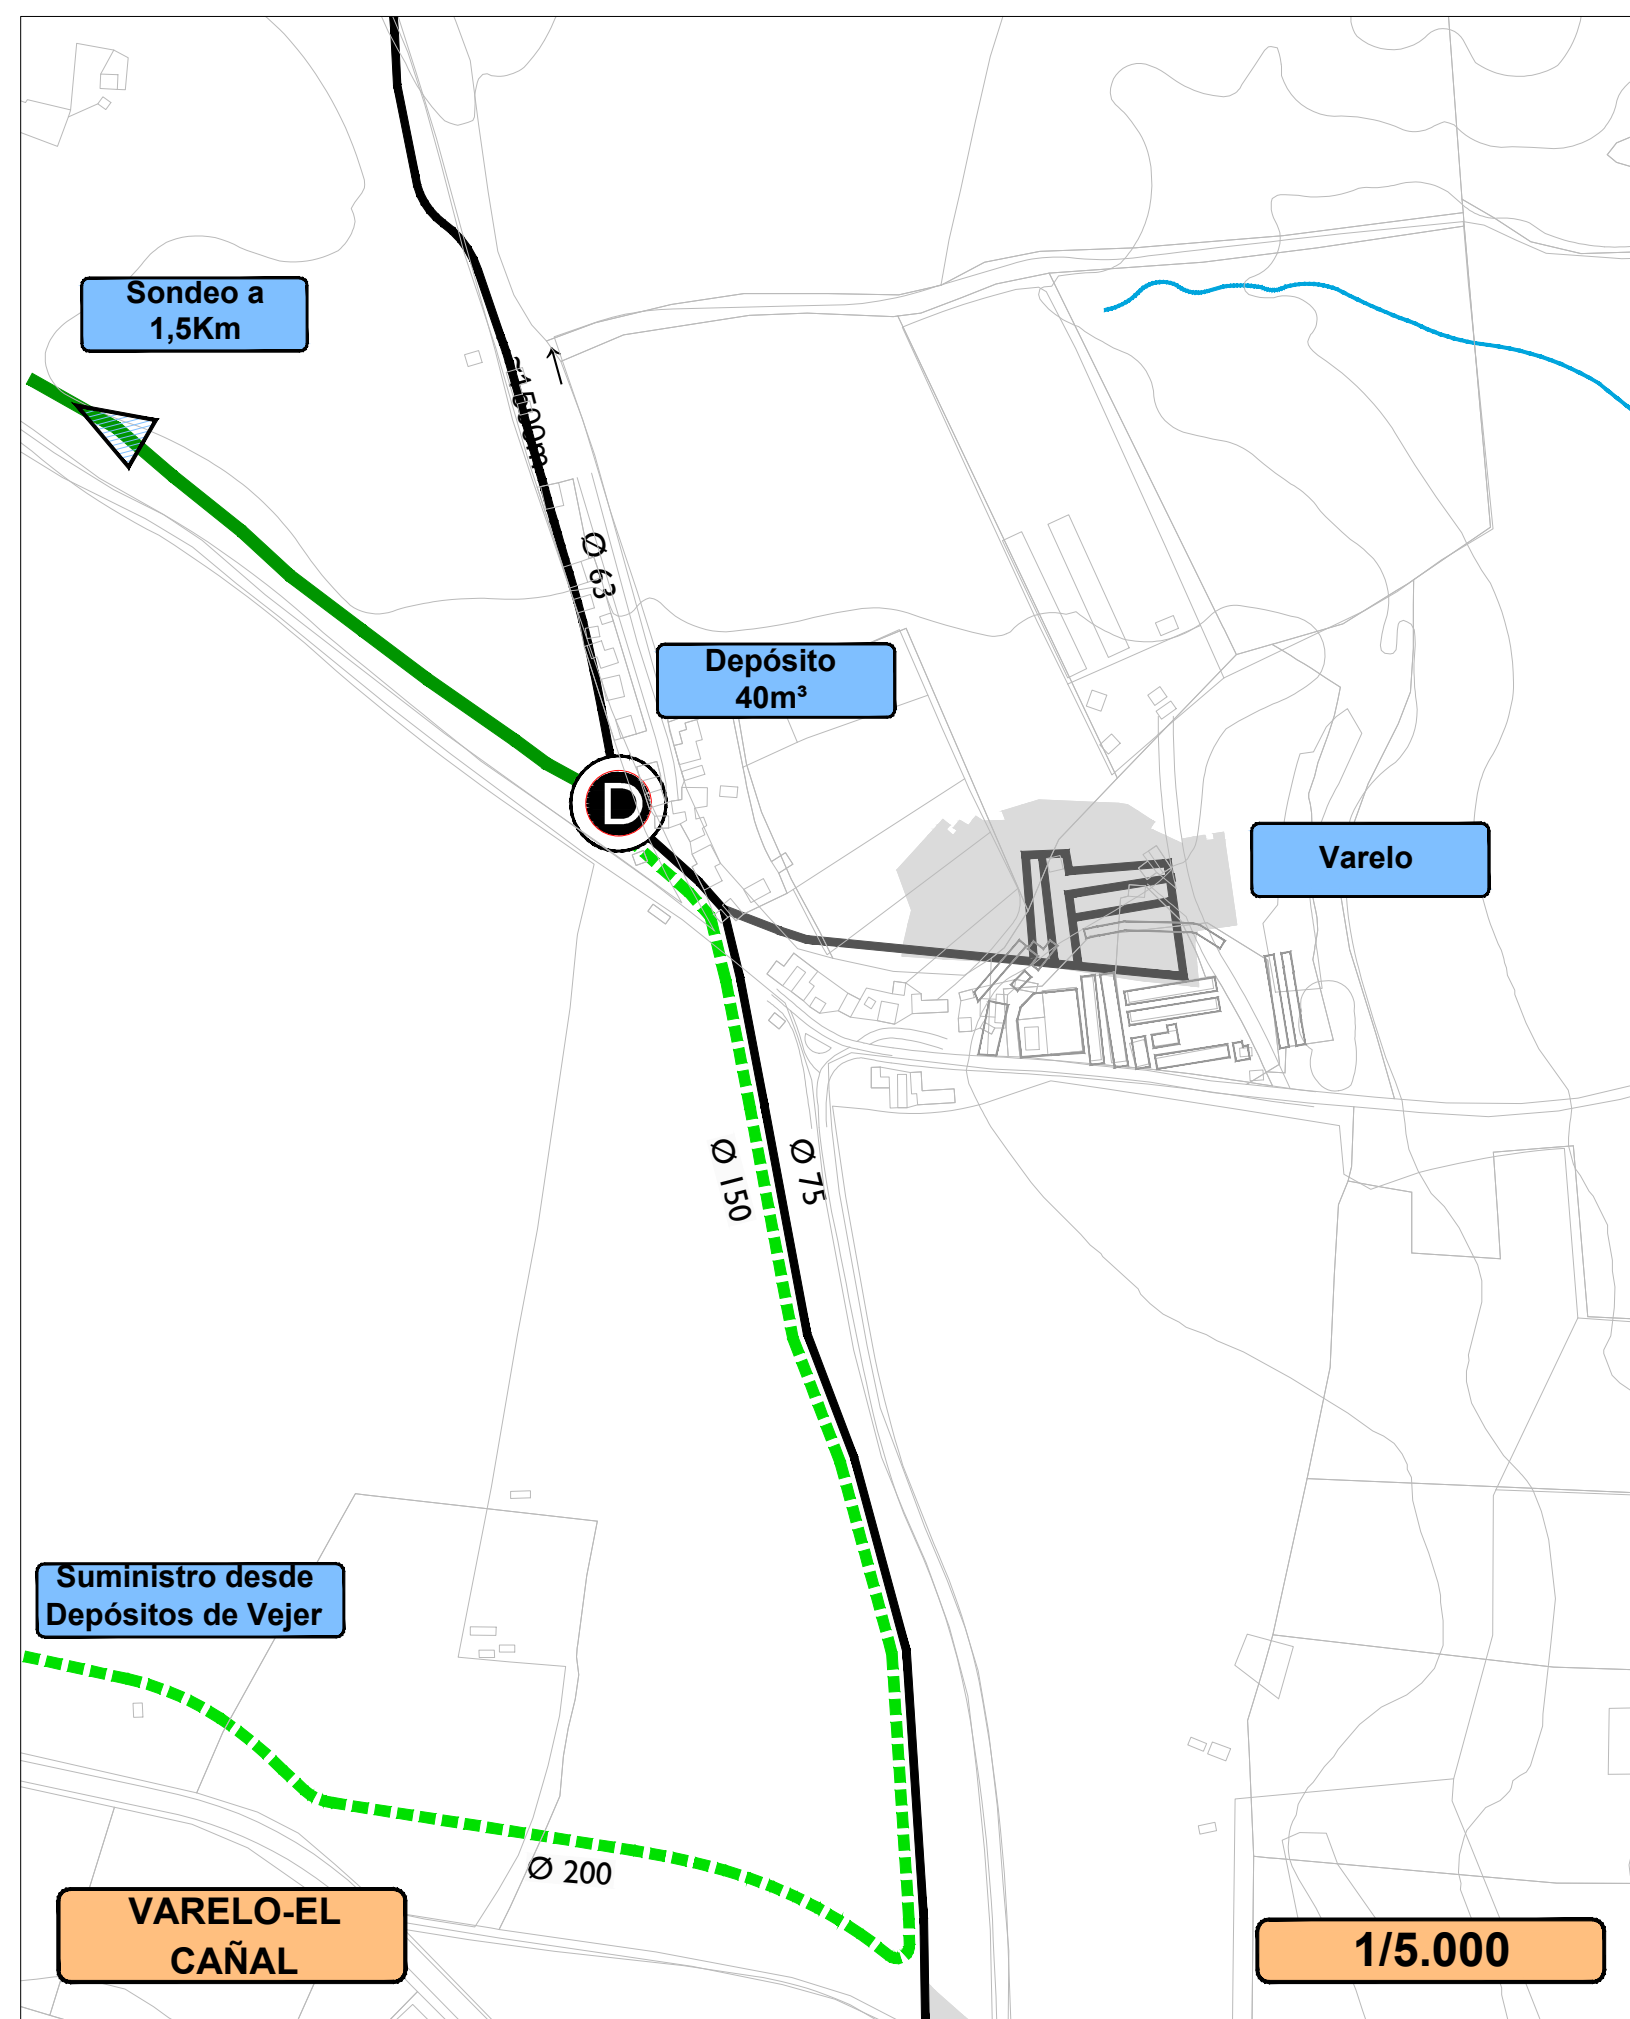 Sondeo a
1,5Km
1500m
Ø 63
Depósito
40m³
D
Varelo
Ø 150
Ø 75
Suministro desde
Depósitos de Vejer
Ø 200
VARELO-EL
CAÑAL
1/5.000